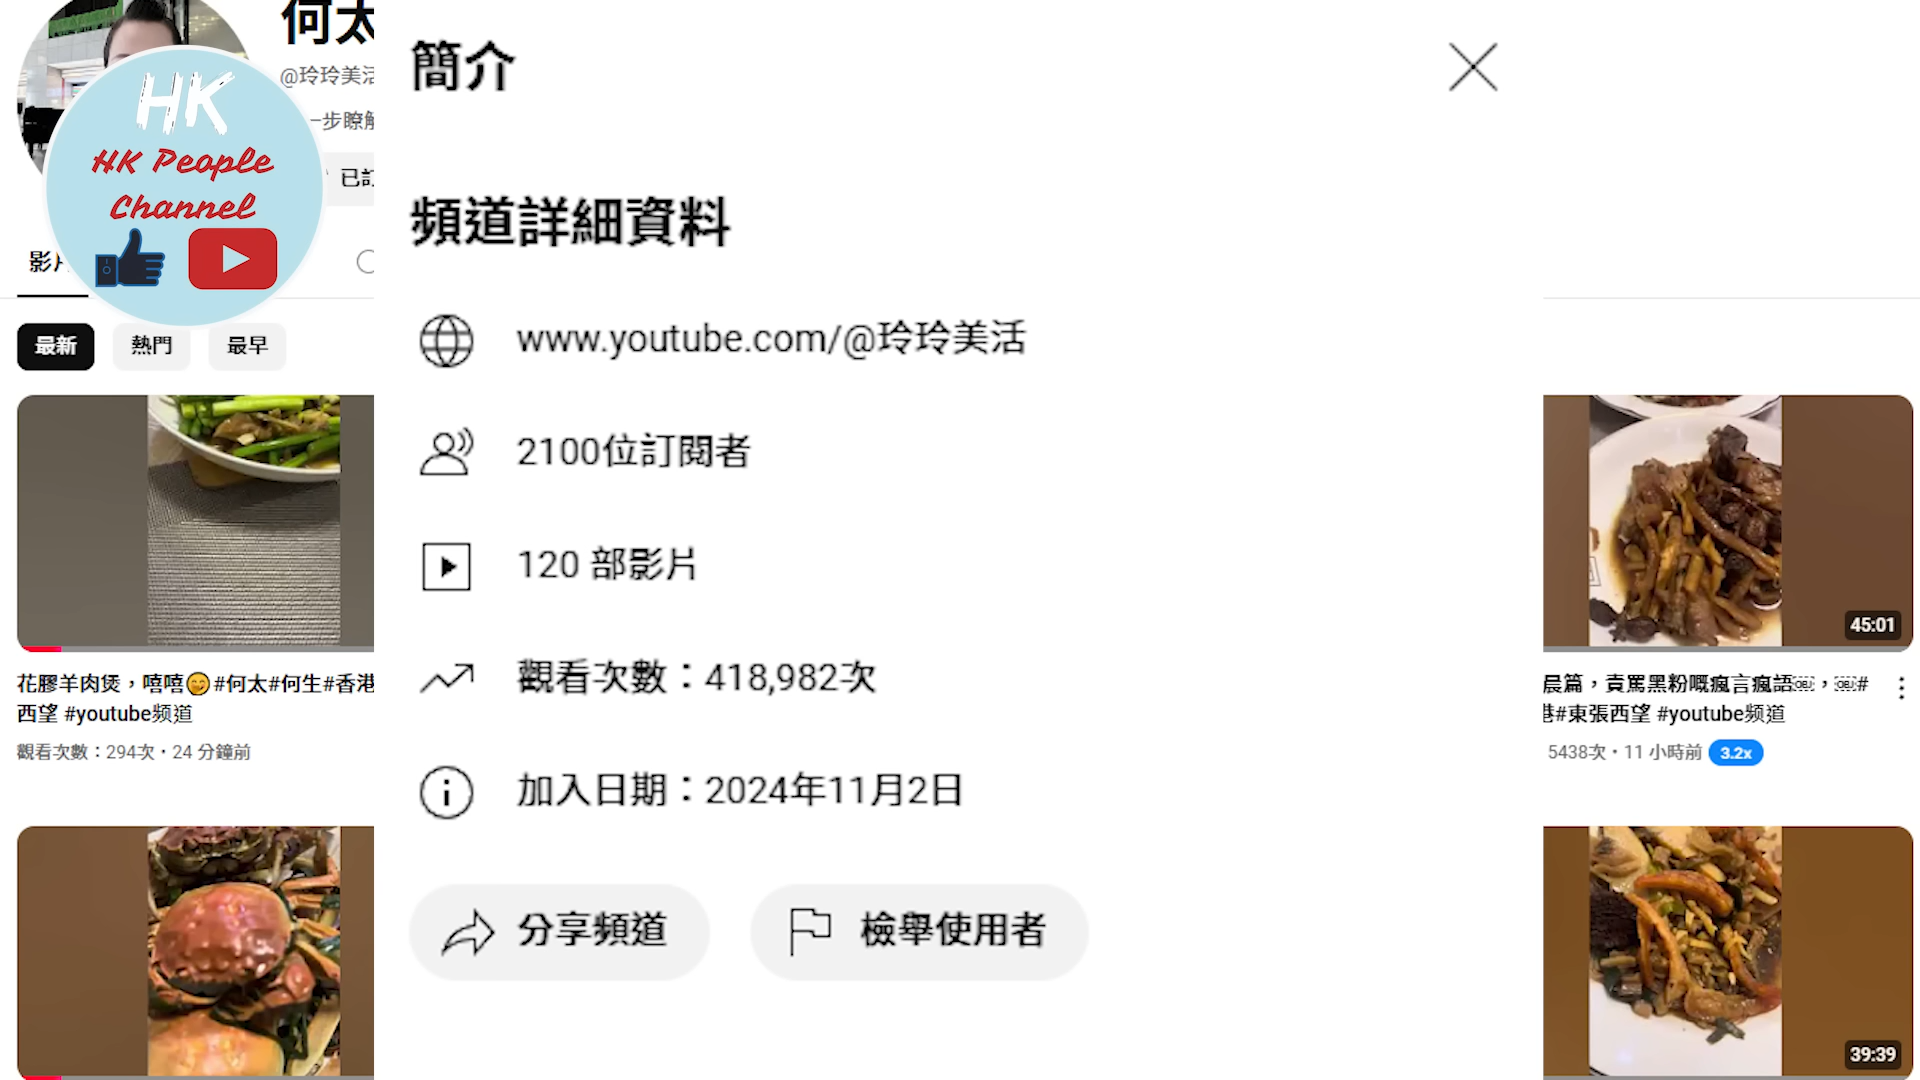 何太
@玲玲美活
一步瞭解
已訂
HK
HK People
Channel
影片
最新
熱門
最早
花膠羊肉煲，嘻嘻😋#何太#何生#香港
西望 #youtube频道
觀看次數：294次・24 分鐘前
簡介
頻道詳細資料
www.youtube.com/@玲玲美活
2100位訂閱者
120 部影片
觀看次數：418,982次
加入日期：2024年11月2日
分享頻道
檢舉使用者
45:01
晨篇，責罵黑粉嘅瘋言瘋語￼，￼#
港#東張西望 #youtube频道
5438次・11 小時前
3.2x
39:39